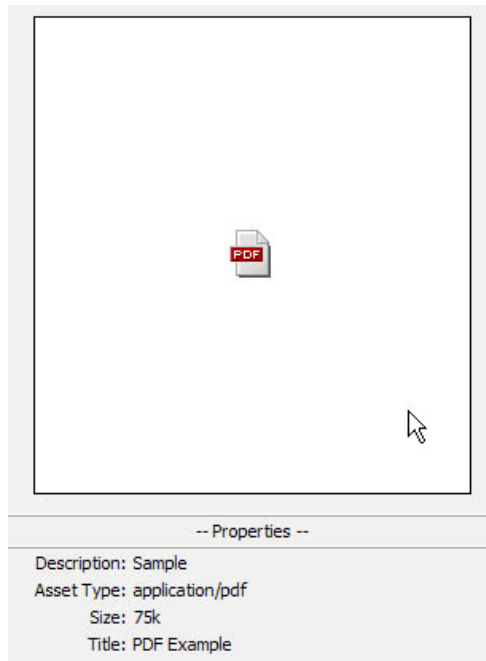 PDF
-- Properties --
Description: Sample
Asset Type: application/pdf
Size: 75k
Title: PDF Example